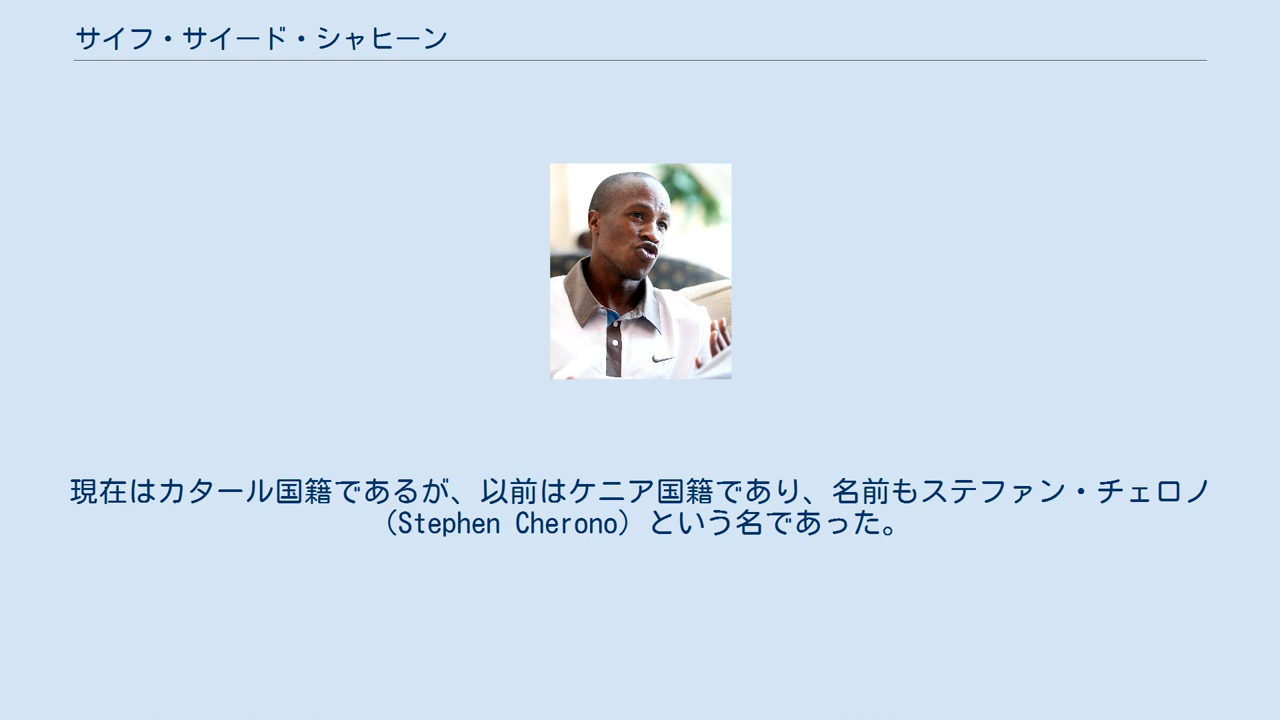 サイフ・サイード・シャヒーン
現在はカタール国籍であるが、以前はケニア国籍であり、名前もステファン・チェロノ
（Stephen Cherono）という名であった。